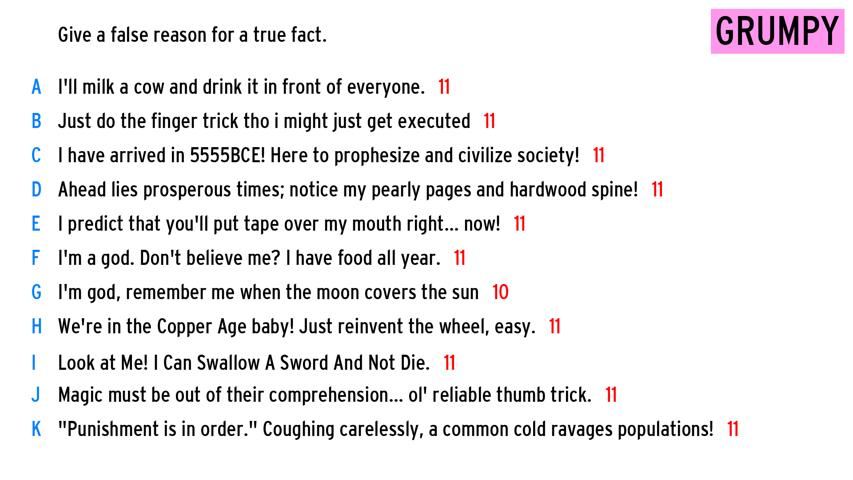 Give a false reason for a true fact.
GRUMPY
A I'll milk a cow and drink it in front of everyone. 11
B Just do the finger trick tho i might just get executed 11
C I have arrived in 5555BCE! Here to prophesize and civilize society! 11
D Ahead lies prosperous times; notice my pearly pages and hardwood spine! 11
E I predict that you'll put tape over my mouth right... now! 11
F I'm a god. Don't believe me? I have food all year. 11
G I'm god, remember me when the moon covers the sun 10
H We're in the Copper Age baby! Just reinvent the wheel, easy. 11
I Look at Me! I Can Swallow A Sword And Not Die. 11
J Magic must be out of their comprehension... ol' reliable thumb trick. 11
K "Punishment is in order." Coughing carelessly, a common cold ravages populations! 11